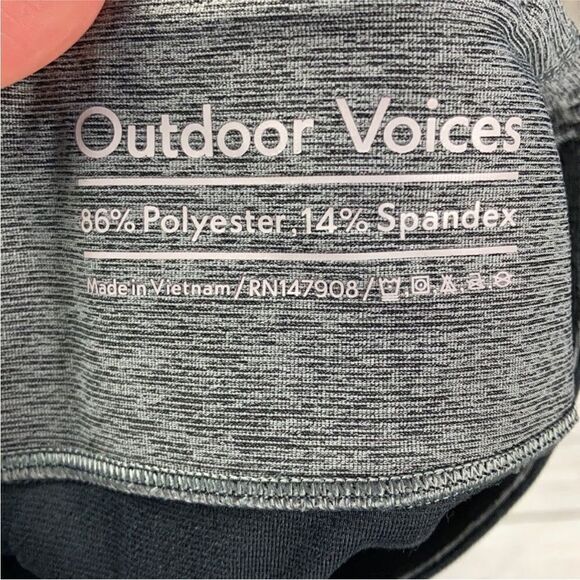 Outdoor Voices
86% Polyester, 14% Spandex
Made in Vietnam/RN147908/